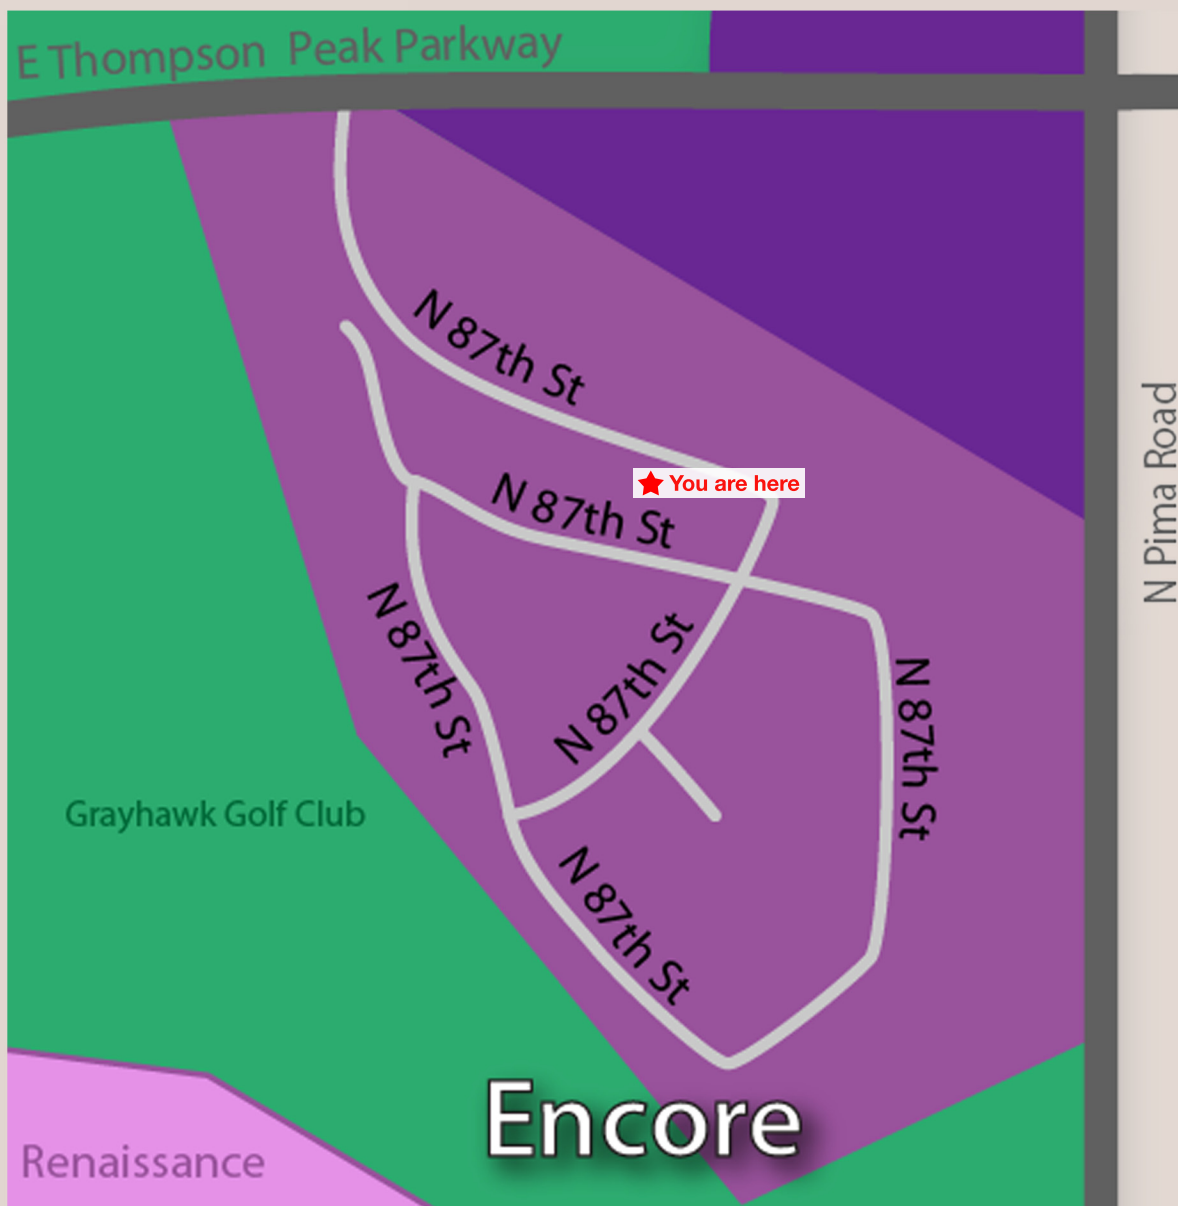 E Thompson Peak Parkway
N 87th St
You are here
N 87th St
N Pima Road
N 87th St
N 87th St
N 87th St
Grayhawk Golf Club
N 87th St
Encore
Renaissance